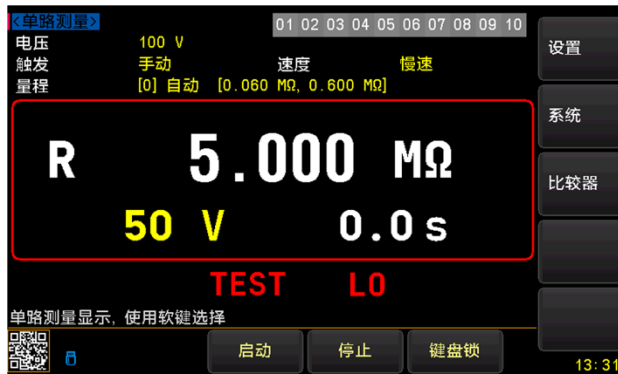 <单路测量> 01 02 03 04 05 06 07 08 09 10
电压 100 V
触发 手动 速度 慢速
量程 [0] 自动 [0.060 MΩ, 0.600 MΩ]
R 5.000 MΩ
50 V 0.0 s
TEST LO
单路测量显示, 使用软键选择
设置
系统
比较器
启动 停止 键盘锁
13:31